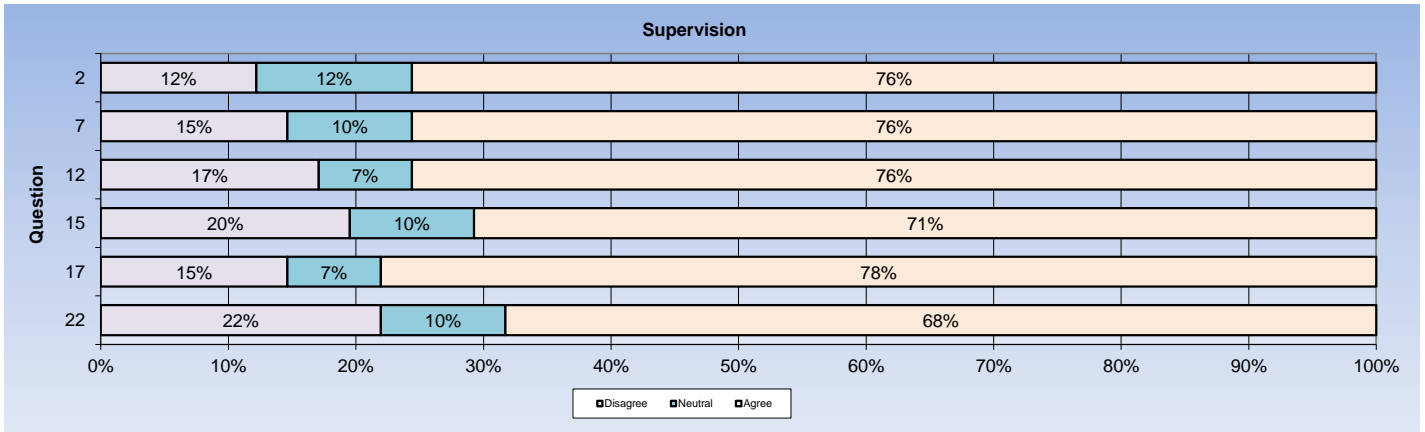 Supervision
Question
2 12% 12% 76%
7 15% 10% 76%
12 17% 7% 76%
15 20% 10% 71%
17 15% 7% 78%
22 22% 10% 68%
0% 10% 20% 30% 40% 50% 60% 70% 80% 90% 100%
Disagree Neutral Agree